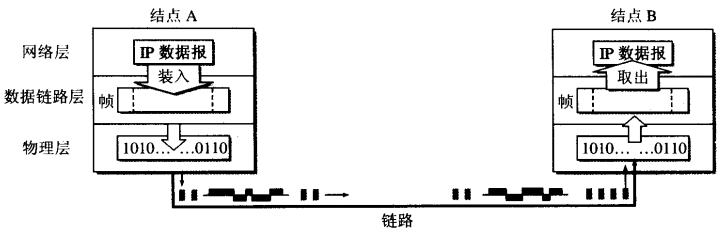 结点 A
结点 B
网络层
IP 数据报
IP 数据报
装入
取出
数据链路层
帧
帧
物理层
1010… …0110
1010… …0110
链路